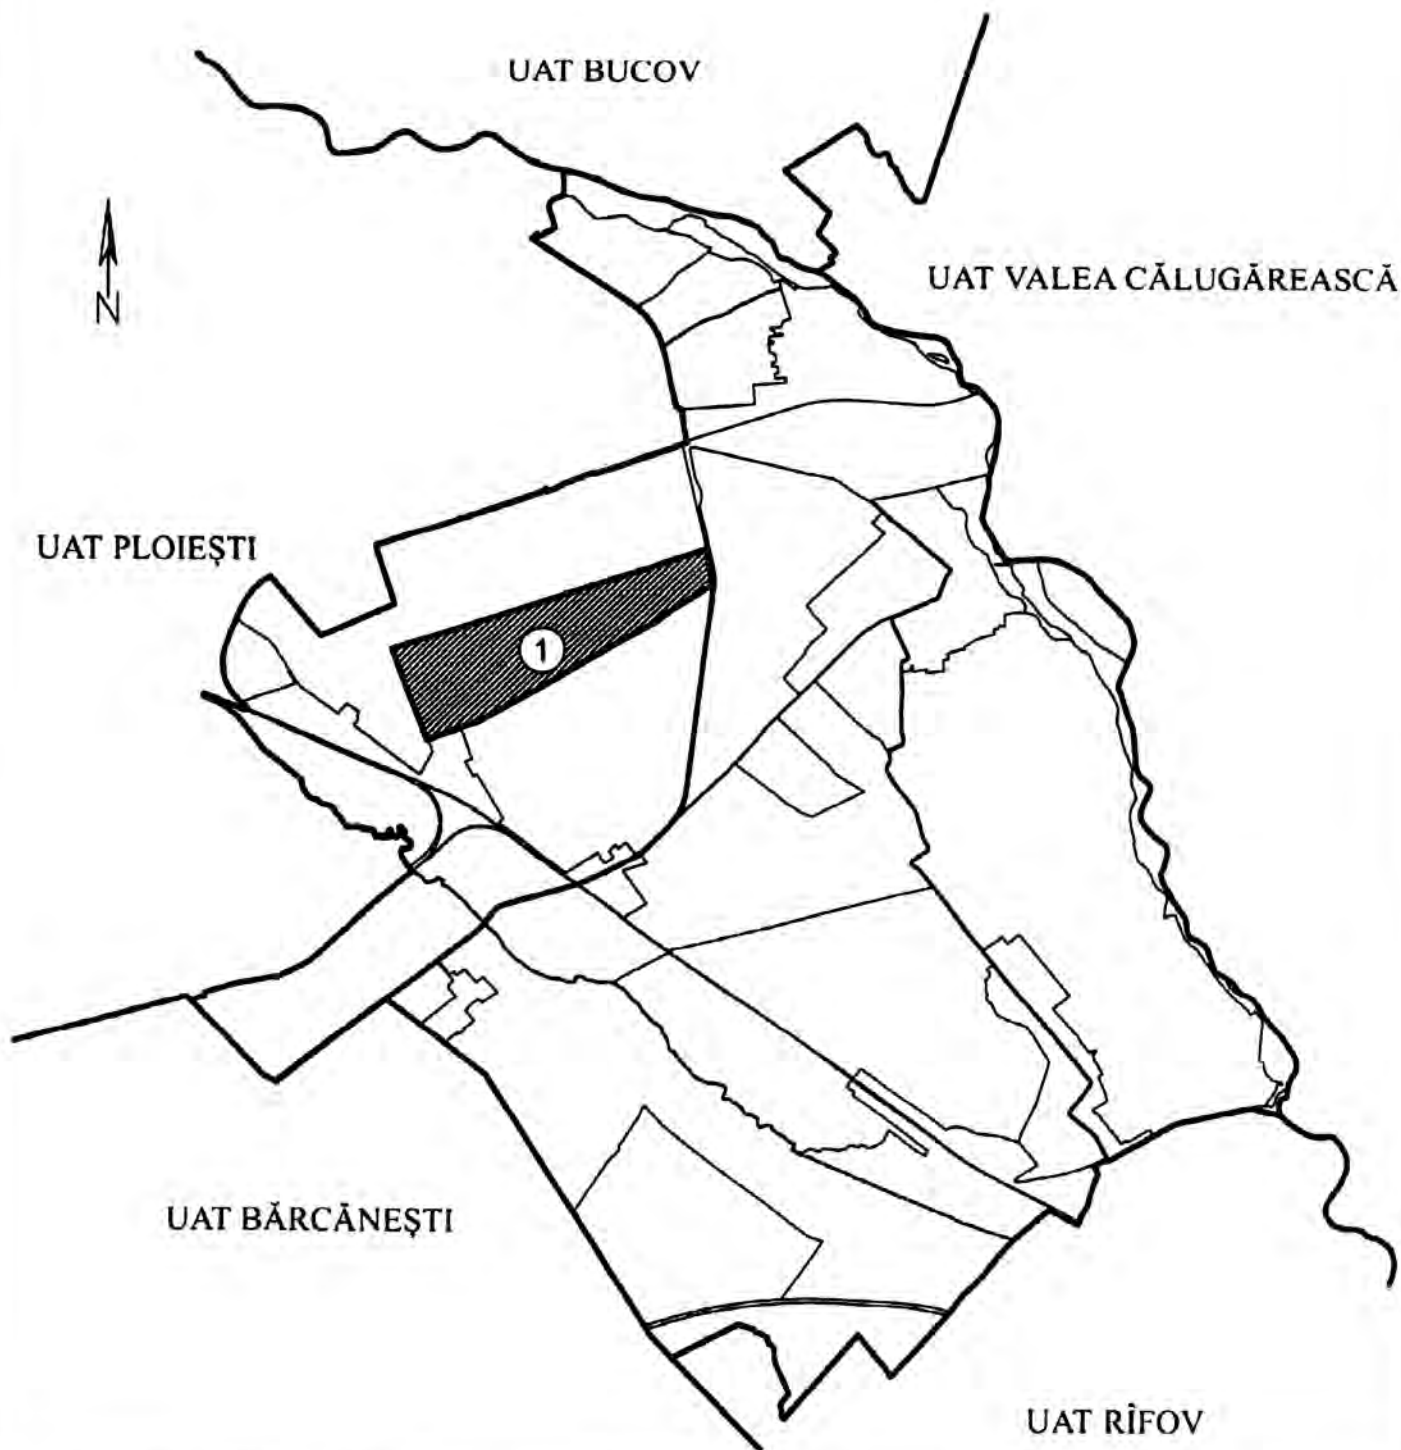 UAT BUCOV
UAT VALEA CĂLUGĂREASCĂ
N
UAT PLOIEȘTI
1
UAT BĂRCĂNEȘTI
UAT RÎFOV